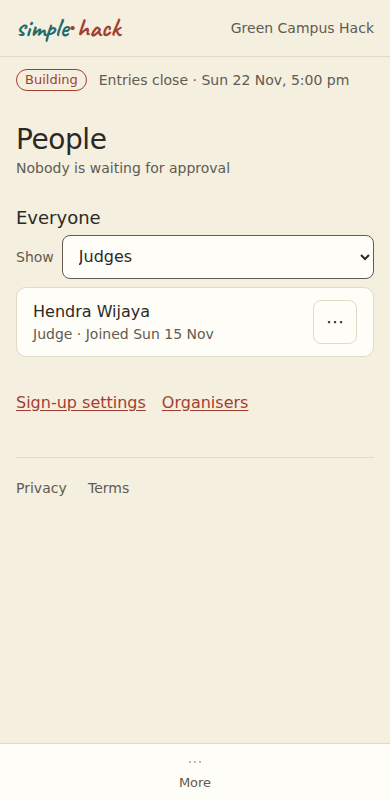 simple hack
Green Campus Hack
Building
Entries close · Sun 22 Nov, 5:00 pm
People
Nobody is waiting for approval
Everyone
Show
Judges
Hendra Wijaya
Judge · Joined Sun 15 Nov
...
Sign-up settings
Organisers
Privacy
Terms
...
More